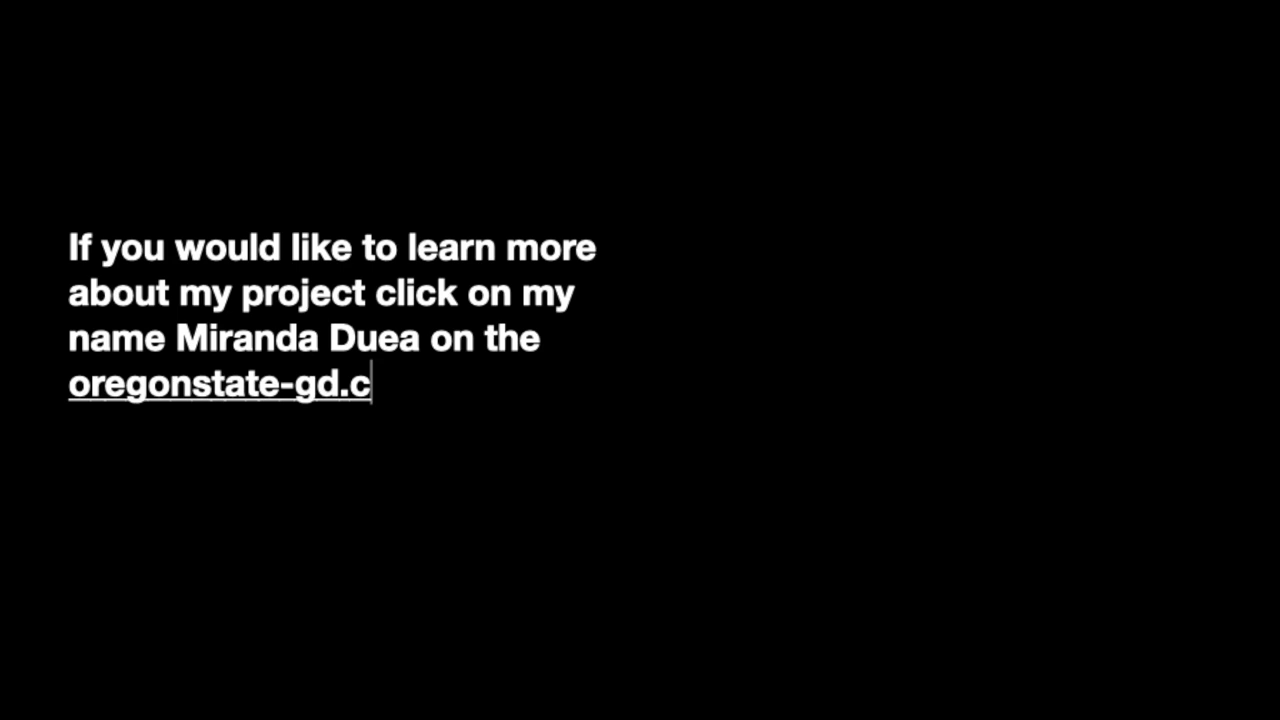 If you would like to learn more
about my project click on my
name Miranda Duea on the
oregonstate-gd.c